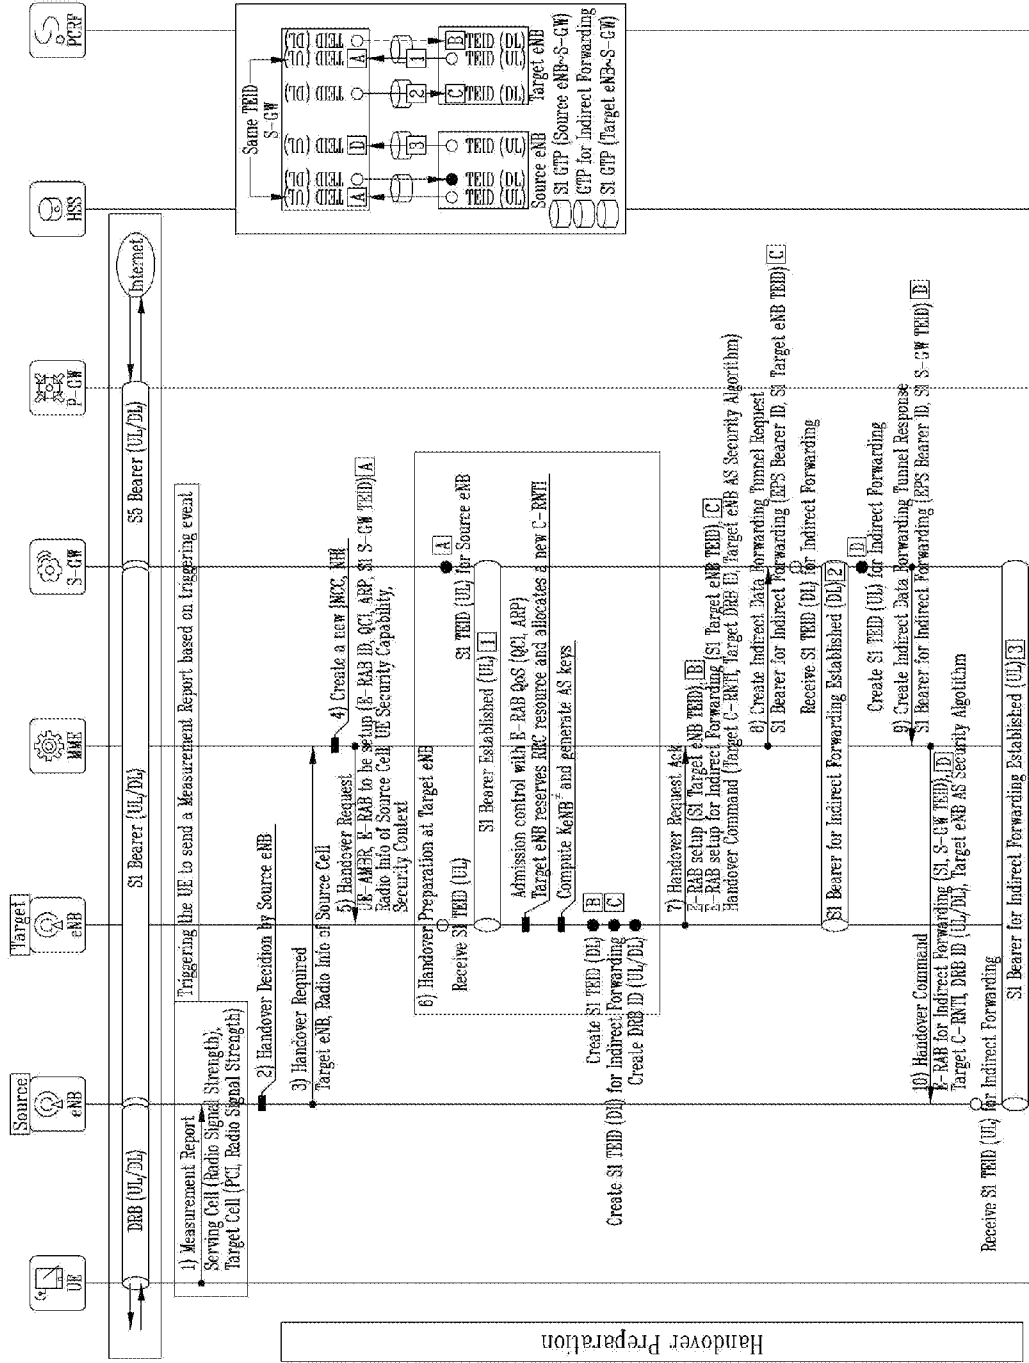 UE
Source
eNB
Target
eNB
MME
S-GW
P-GW
HSS
PCRF
DRB (UL/DL)
S1 Bearer (UL/DL)
S5 Bearer (UL/DL)
Internet
Triggering the UE to send a Measurement Report based on triggering event
1) Measurement Report
Serving Cell (Radio Signal Strength),
Target Cell (PCI, Radio Signal Strength)
2) Handover Decidion by Source eNB
3) Handover Required
Target eNB, Radio Info of Source Cell
4) Create a new {NCC, NH}
5) Handover Request
UE-AMBR, E-RAB to be setup (E-RAB ID, QCI, ARP, S1 S-GW TEID) A
Radio Info of Source Cell, UE Security Capability,
Security Context
6) Handover Preparation at Target eNB
A
Receive S1 TEID (UL)
S1 TEID (UL) for Source eNB
S1 Bearer Established (UL) 1
Admission control with E-RAB QoS (QCI, ARP)
Target eNB reserves RRC resource and allocates a new C-RNTI
Compute KeNB* and generate AS keys
Create S1 TEID (DL) B
Create S1 TEID (DL) for Indirect Forwarding C
Create DRB ID (UL/DL)
7) Handover Request Ack
E-RAB setup (S1 Target eNB TEID), B
E-RAB setup for Indirect Forwarding (S1 Target eNB TEID), C
Handover Command (Target C-RNTI, Target DRB ID, Target eNB AS Security Algorithm)
8) Create Indirect Data Forwarding Tunnel Request
S1 Bearer for Indirect Forwarding (EPS Bearer ID, S1 Target eNB TEID) C
Receive S1 TEID (DL) for Indirect Forwarding
S1 Bearer for Indirect Forwarding Established (DL) 2
D
Create S1 TEID (UL) for Indirect Forwarding
9) Create Indirect Data Forwarding Tunnel Response
S1 Bearer for Indirect Forwarding (EPS Bearer ID, S1 S-GW TEID) D
10) Handover Command
E-RAB for Indirect Forwarding (S1, S-GW TEID), D
Target C-RNTI, DRB ID (UL/DL), Target eNB AS Security Algotithm
Receive S1 TEID (UL) for Indirect Forwarding
S1 Bearer for Indirect Forwarding Established (UL) 3
Handover Preparation
Same TEID
S-GW
TEID (UL)
TEID (DL)
TEID (UL)
TEID (DL)
TEID (UL)
TEID (DL)
A
D
A
3
2
1
C
B
TEID (UL)
TEID (DL)
TEID (UL)
TEID (DL)
TEID (UL)
TEID (DL)
Source eNB
Target eNB
S1 GTP (Source eNB~S-GW)
GTP for Indirect Forwarding
S1 GTP (Target eNB~S-GW)